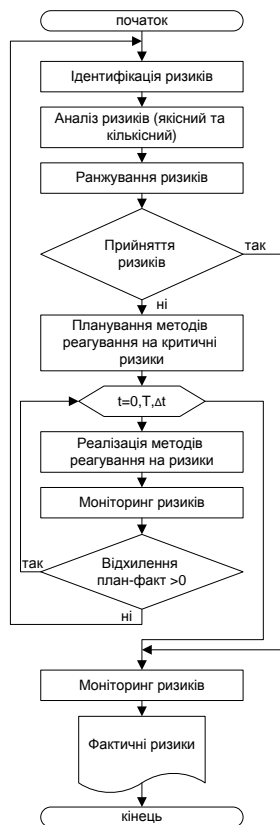 початок
Ідентифікація ризиків
Аналіз ризиків (якісний та
кількісний)
Ранжування ризиків
Прийняття
ризиків
так
ні
Планування методів
реагування на критичні
ризики
t=0,T,Δt
Реалізація методів
реагування на ризики
Моніторинг ризиків
Відхилення
план-факт >0
так
ні
Моніторинг ризиків
Фактичні ризики
кінець